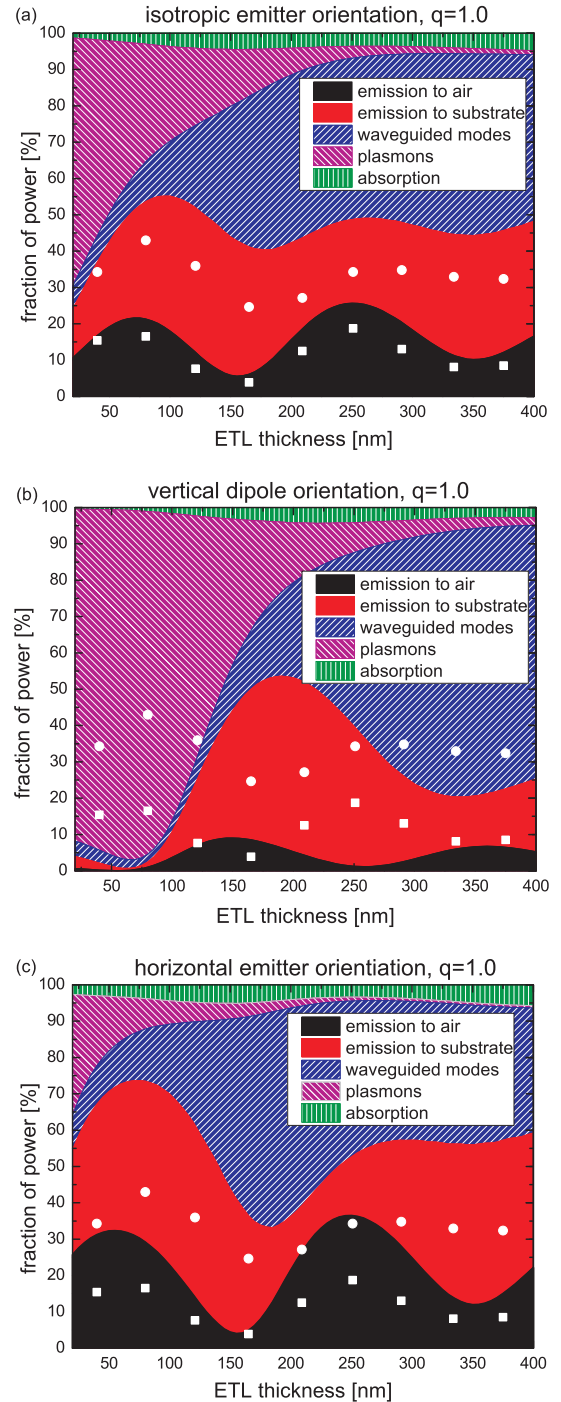 (a)
isotropic emitter orientation, q=1.0
100
90
80
70
60
50
40
30
20
10
0
fraction of power [%]
emission to air
emission to substrate
waveguided modes
plasmons
absorption
50 100 150 200 250 300 350 400
ETL thickness [nm]
(b)
vertical dipole orientation, q=1.0
100
90
80
70
60
50
40
30
20
10
0
fraction of power [%]
emission to air
emission to substrate
waveguided modes
plasmons
absorption
50 100 150 200 250 300 350 400
ETL thickness [nm]
(c)
horizontal emitter orientiation, q=1.0
100
90
80
70
60
50
40
30
20
10
0
fraction of power [%]
emission to air
emission to substrate
waveguided modes
plasmons
absorption
50 100 150 200 250 300 350 400
ETL thickness [nm]